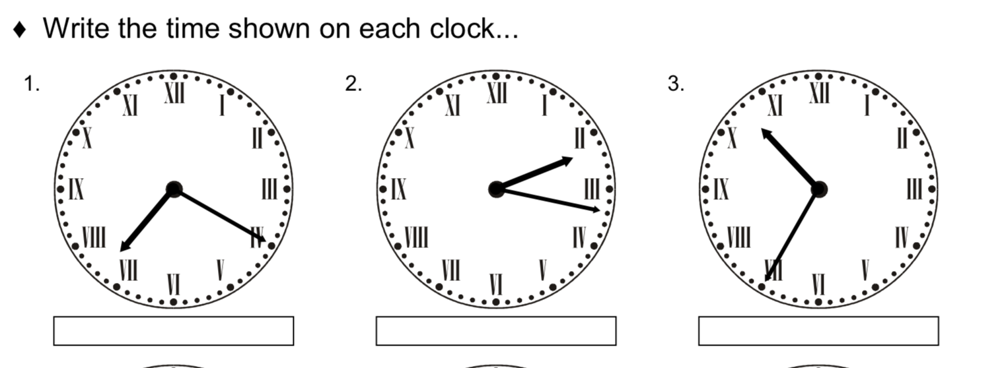 ♦ Write the time shown on each clock...
1. 2. 3.
XII XII XII
XI I XI I XI I
X II X II X II
IX III IX III IX III
VIII IV VIII IV VIII IV
VII V VII V VII V
VI VI VI